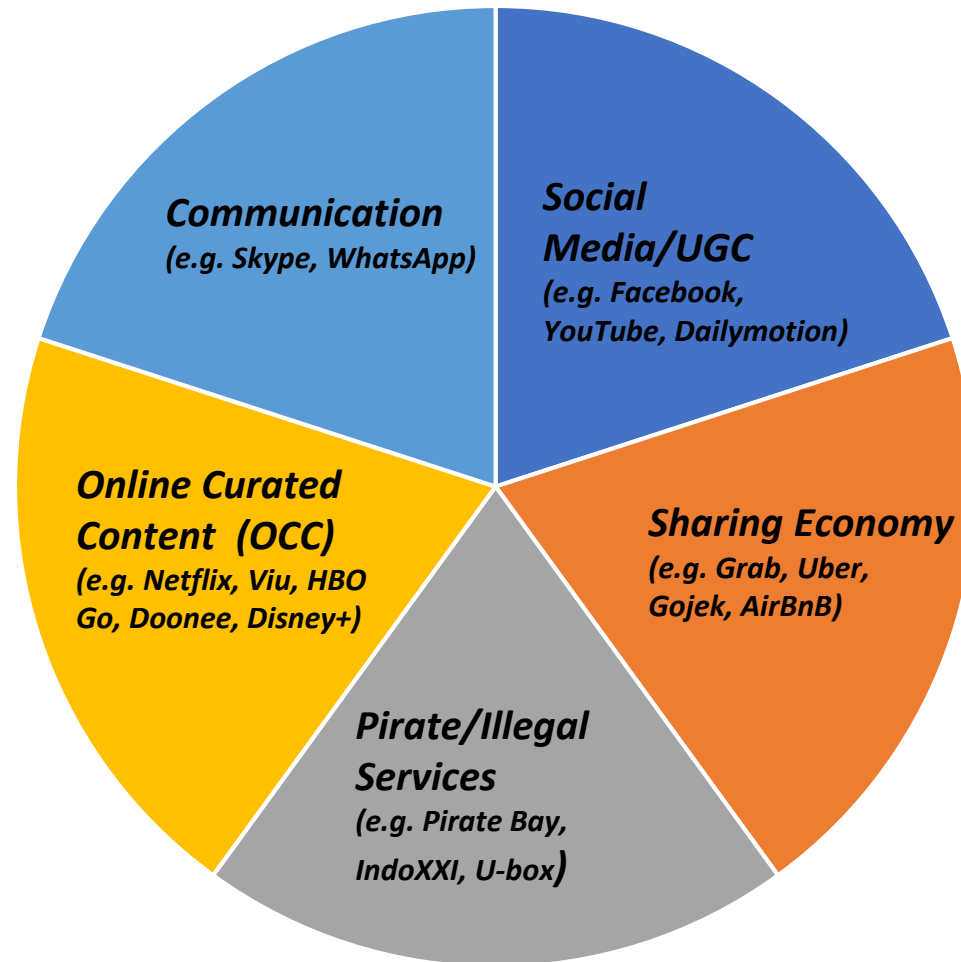 Communication
(e.g. Skype, WhatsApp)
Social
Media/UGC
(e.g. Facebook,
YouTube, Dailymotion)
Online Curated
Content  (OCC)
(e.g. Netflix, Viu, HBO
Go, Doonee, Disney+)
Sharing Economy
(e.g. Grab, Uber,
Gojek, AirBnB)
Pirate/Illegal
Services
(e.g. Pirate Bay,
IndoXXI, U-box)